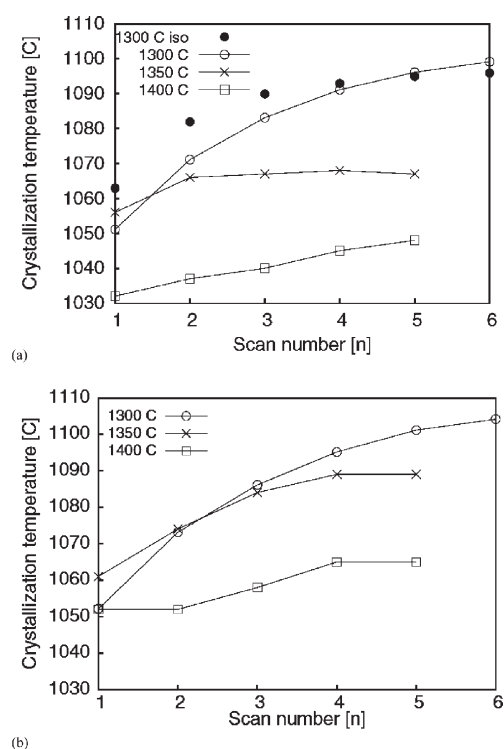 1110
1100
1090
1080
1070
1060
1050
1040
1030
Crystallization temperature [C]
1300 C iso
1300 C
1350 C
1400 C
1 2 3 4 5 6
Scan number [n]
(a)
1110
1100
1090
1080
1070
1060
1050
1040
1030
Crystallization temperature [C]
1300 C
1350 C
1400 C
1 2 3 4 5 6
Scan number [n]
(b)